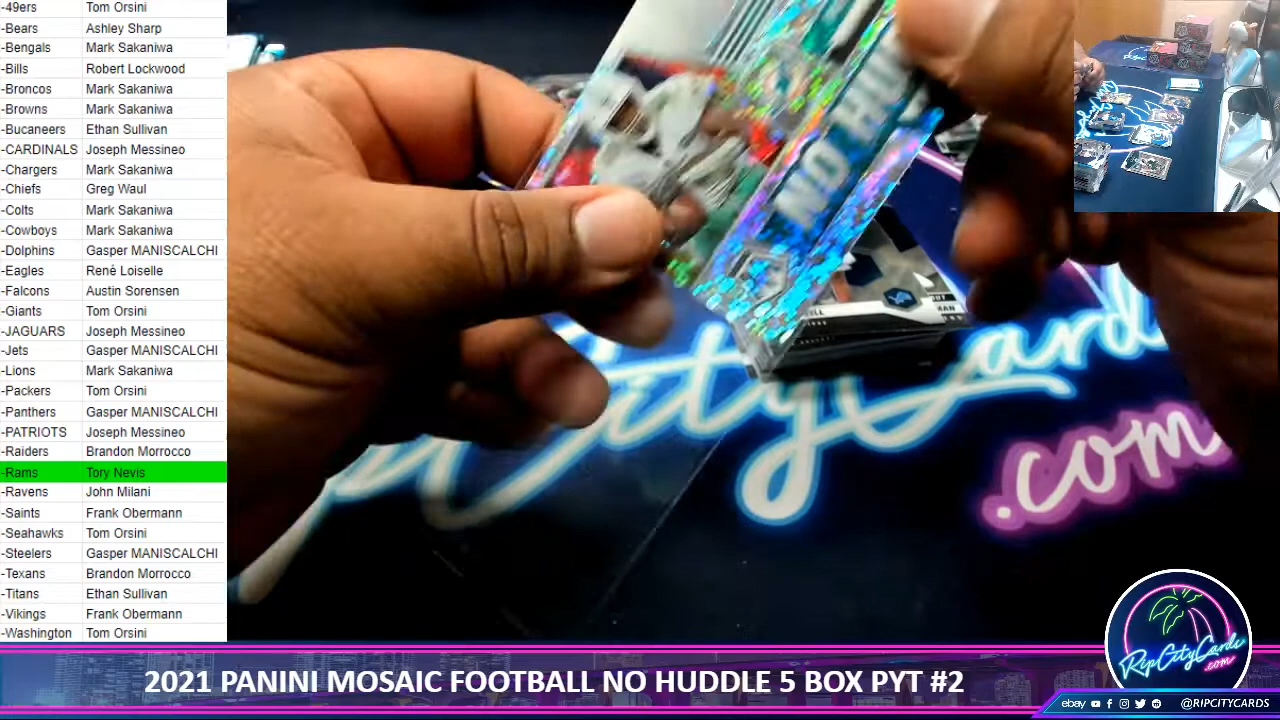 -49ers Tom Orsini
-Bears Ashley Sharp
-Bengals Mark Sakaniwa
-Bills Robert Lockwood
-Broncos Mark Sakaniwa
-Browns Mark Sakaniwa
-Bucaneers Ethan Sullivan
-CARDINALS Joseph Messineo
-Chargers Mark Sakaniwa
-Chiefs Greg Waul
-Colts Mark Sakaniwa
-Cowboys Mark Sakaniwa
-Dolphins Gasper MANISCALCHI
-Eagles René Loiselle
-Falcons Austin Sorensen
-Giants Tom Orsini
-JAGUARS Joseph Messineo
-Jets Gasper MANISCALCHI
-Lions Mark Sakaniwa
-Packers Tom Orsini
-Panthers Gasper MANISCALCHI
-PATRIOTS Joseph Messineo
-Raiders Brandon Morrocco
-Rams Tory Nevis
-Ravens John Milani
-Saints Frank Obermann
-Seahawks Tom Orsini
-Steelers Gasper MANISCALCHI
-Texans Brandon Morrocco
-Titans Ethan Sullivan
-Vikings Frank Obermann
-Washington Tom Orsini
NO HU
pCityCards
.com
RipCityCards
.com
2021 PANINI MOSAIC FOOTBALL NO HUDDLE 5 BOX PYT #2
ebay @RIPCITYCARDS